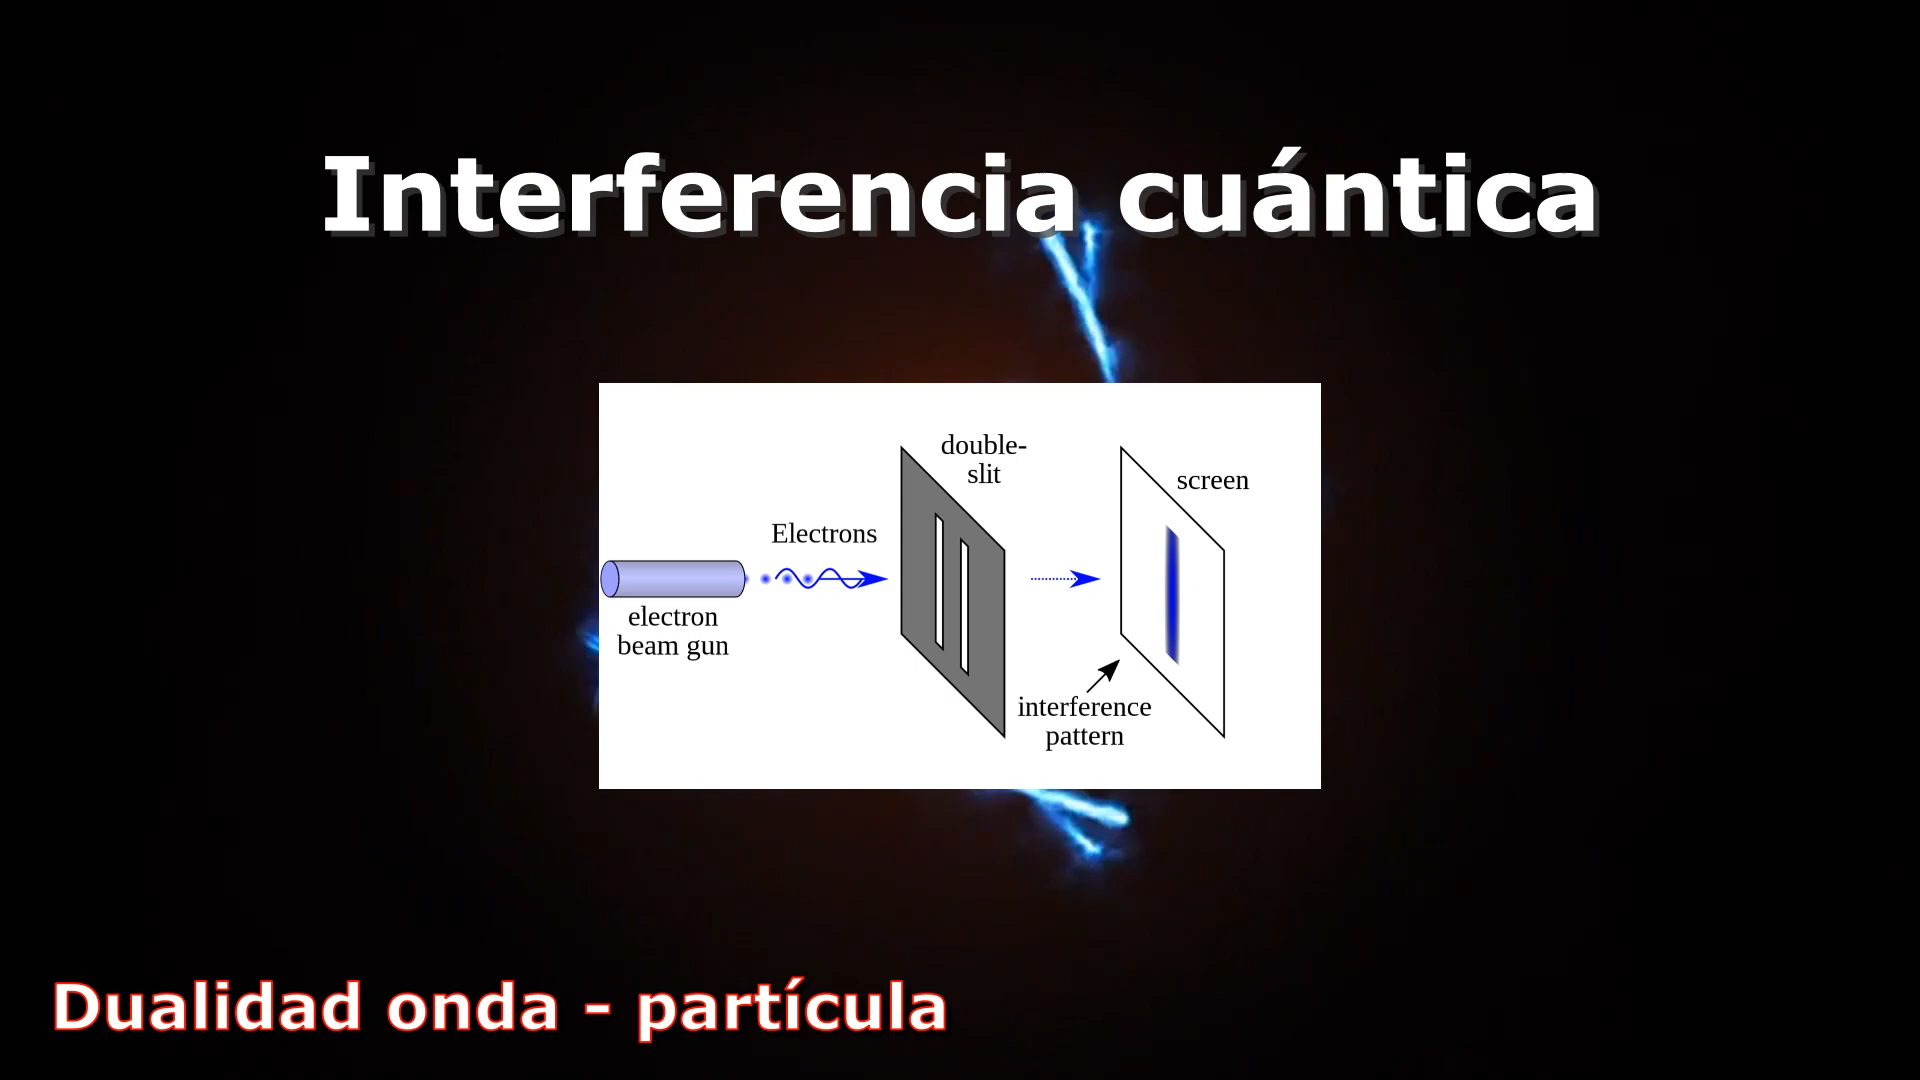 Interferencia cuántica
double-
slit
screen
Electrons
electron
beam gun
interference
pattern
Dualidad onda - partícula